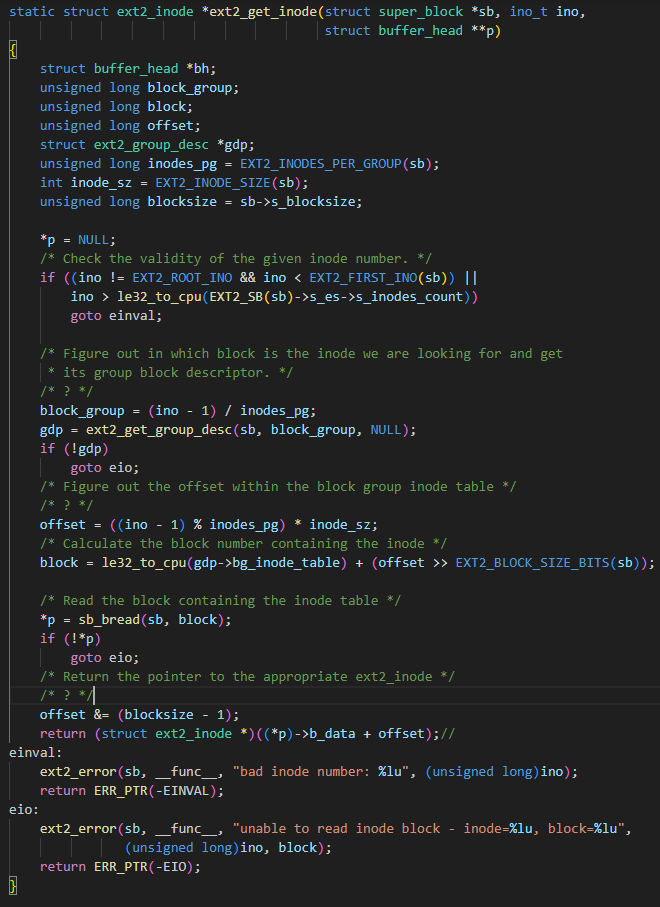 static struct ext2_inode *ext2_get_inode(struct super_block *sb, ino_t ino,
                                         struct buffer_head **p)
{
    struct buffer_head *bh;
    unsigned long block_group;
    unsigned long block;
    unsigned long offset;
    struct ext2_group_desc *gdp;
    unsigned long inodes_pg = EXT2_INODES_PER_GROUP(sb);
    int inode_sz = EXT2_INODE_SIZE(sb);
    unsigned long blocksize = sb->s_blocksize;

    *p = NULL;
    /* Check the validity of the given inode number. */
    if ((ino != EXT2_ROOT_INO && ino < EXT2_FIRST_INO(sb)) ||
        ino > le32_to_cpu(EXT2_SB(sb)->s_es->s_inodes_count))
        goto einval;

    /* Figure out in which block is the inode we are looking for and get
     * its group block descriptor. */
    /* ? */
    block_group = (ino - 1) / inodes_pg;
    gdp = ext2_get_group_desc(sb, block_group, NULL);
    if (!gdp)
        goto eio;
    /* Figure out the offset within the block group inode table */
    /* ? */
    offset = ((ino - 1) % inodes_pg) * inode_sz;
    /* Calculate the block number containing the inode */
    block = le32_to_cpu(gdp->bg_inode_table) + (offset >> EXT2_BLOCK_SIZE_BITS(sb));

    /* Read the block containing the inode table */
    *p = sb_bread(sb, block);
    if (!*p)
        goto eio;
    /* Return the pointer to the appropriate ext2_inode */
    /* ? */
    offset &= (blocksize - 1);
    return (struct ext2_inode *)((*p)->b_data + offset);//
einval:
    ext2_error(sb, __func__, "bad inode number: %lu", (unsigned long)ino);
    return ERR_PTR(-EINVAL);
eio:
    ext2_error(sb, __func__, "unable to read inode block - inode=%lu, block=%lu",
               (unsigned long)ino, block);
    return ERR_PTR(-EIO);
}